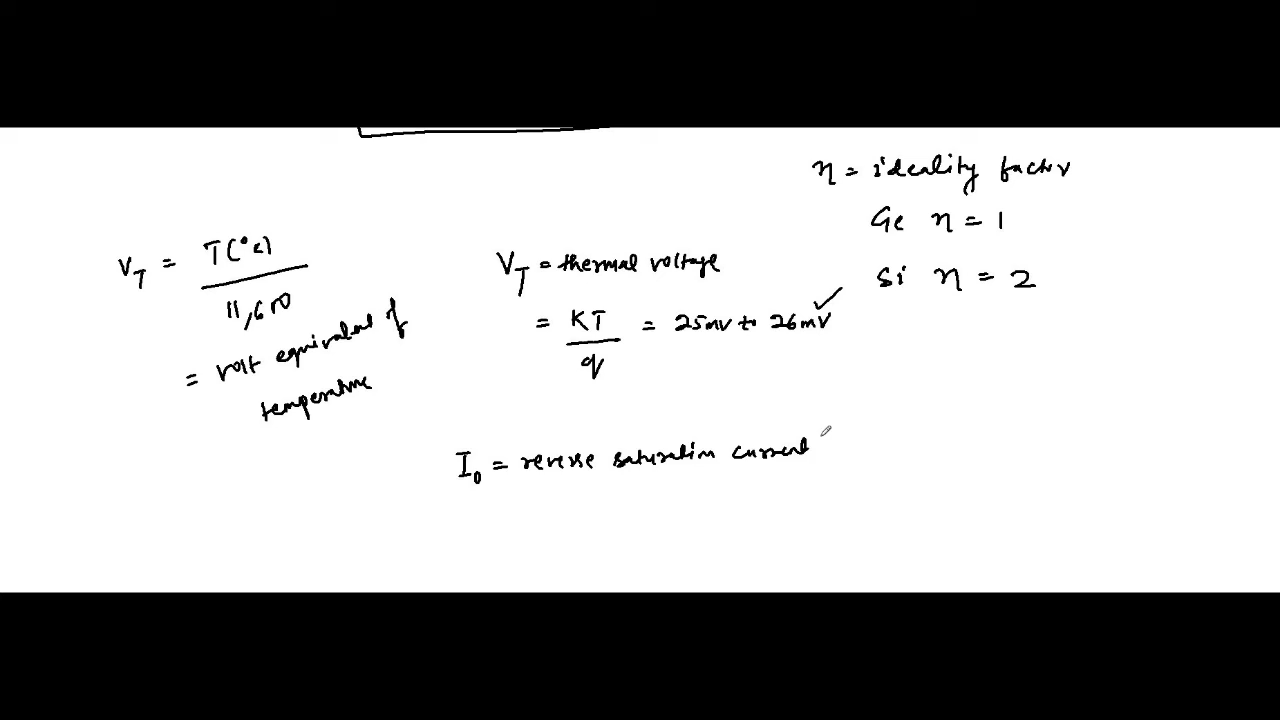 η = ideality factor
Ge η = 1
Si η = 2
V_T = T(°c) / 11,600
= volt equivalent of
temperature
V_T = thermal voltage
= KT / q = 25mv to 26mV ✓
I_0 = reverse saturation current